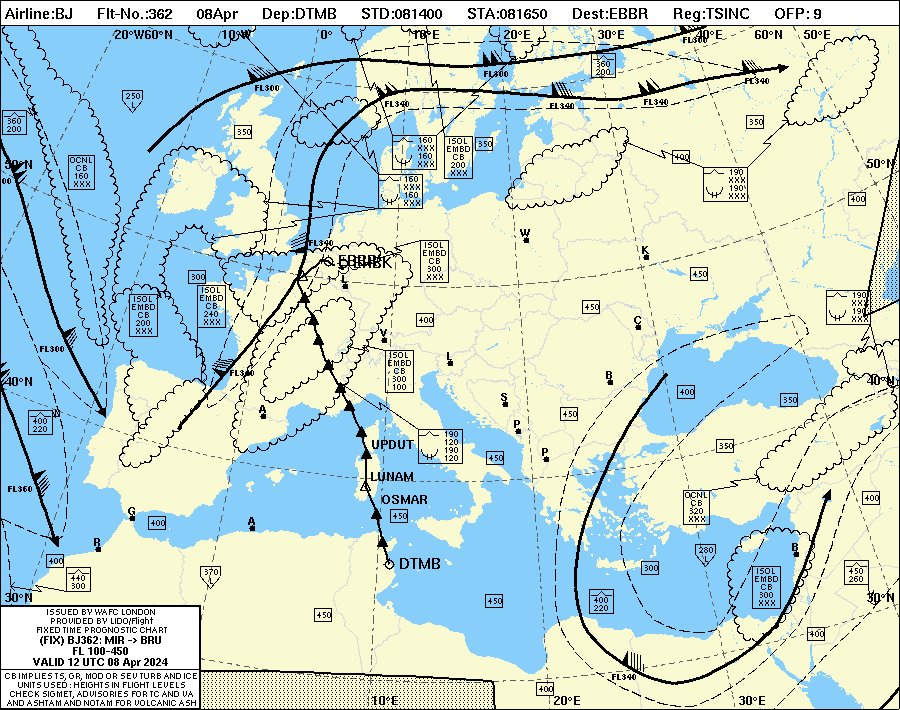 Airline:BJ Flt-No.:362 08Apr Dep:DTMB STD:081400 STA:081650 Dest:EBBR Reg:TSINC OFP: 9
20°W60°N 10°W 0° 10°E 20°E 30°E 40°E 60°N 50°E
FL300
FL300
FL340
360
200
FL340
FL340
FL340
250
L
360
200
350
350
350
400
50°N
50°N
00
OCNL
CB
160
XXX
160
XXX
160
XXX
ISOL
EMBD
CB
200
XXX
160
XXX
160
XXX
190
XXX
190
XXX
400
W
K
FL340
EBBR
ISOL
EMBD
CB
300
XXX
L
300
ISOL
EMBD
CB
200
XXX
ISOL
EMBD
CB
240
XXX
450
450
190
XXX
190
XXX
400
C
V
FL300
L
FL340
ISOL
EMBD
CB
300
100
B
40°N
40°N
400
350
S
A
400
220
450
P
UPDUT
190
120
190
120
450
B
350
LUNAM
FL360
OSMAR
OCNL
CB
320
XXX
400
G
400
A
450
R
400
280
L
B
DTMB
440
300
370
L
300
ISOL
EMBD
CB
300
XXX
450
260
30°N
30°N
450
450
400
220
400
FL340
10°E
400
20°E
30°E
ISSUED BY WAFC LONDON
PROVIDED BY LIDO/Flight
FIXED TIME PROGNOSTIC CHART
(FIX) BJ362: MIR -> BRU
FL 100-450
VALID 12 UTC 08 Apr 2024
CB IMPLIES TS, GR, MOD OR SEV TURB AND ICE
UNITS USED : HEIGHTS IN FLIGHT LEVELS
CHECK SIGMET, ADVISORIES FOR TC AND VA
AND ASHTAM AND NOTAM FOR VOLCANIC ASH